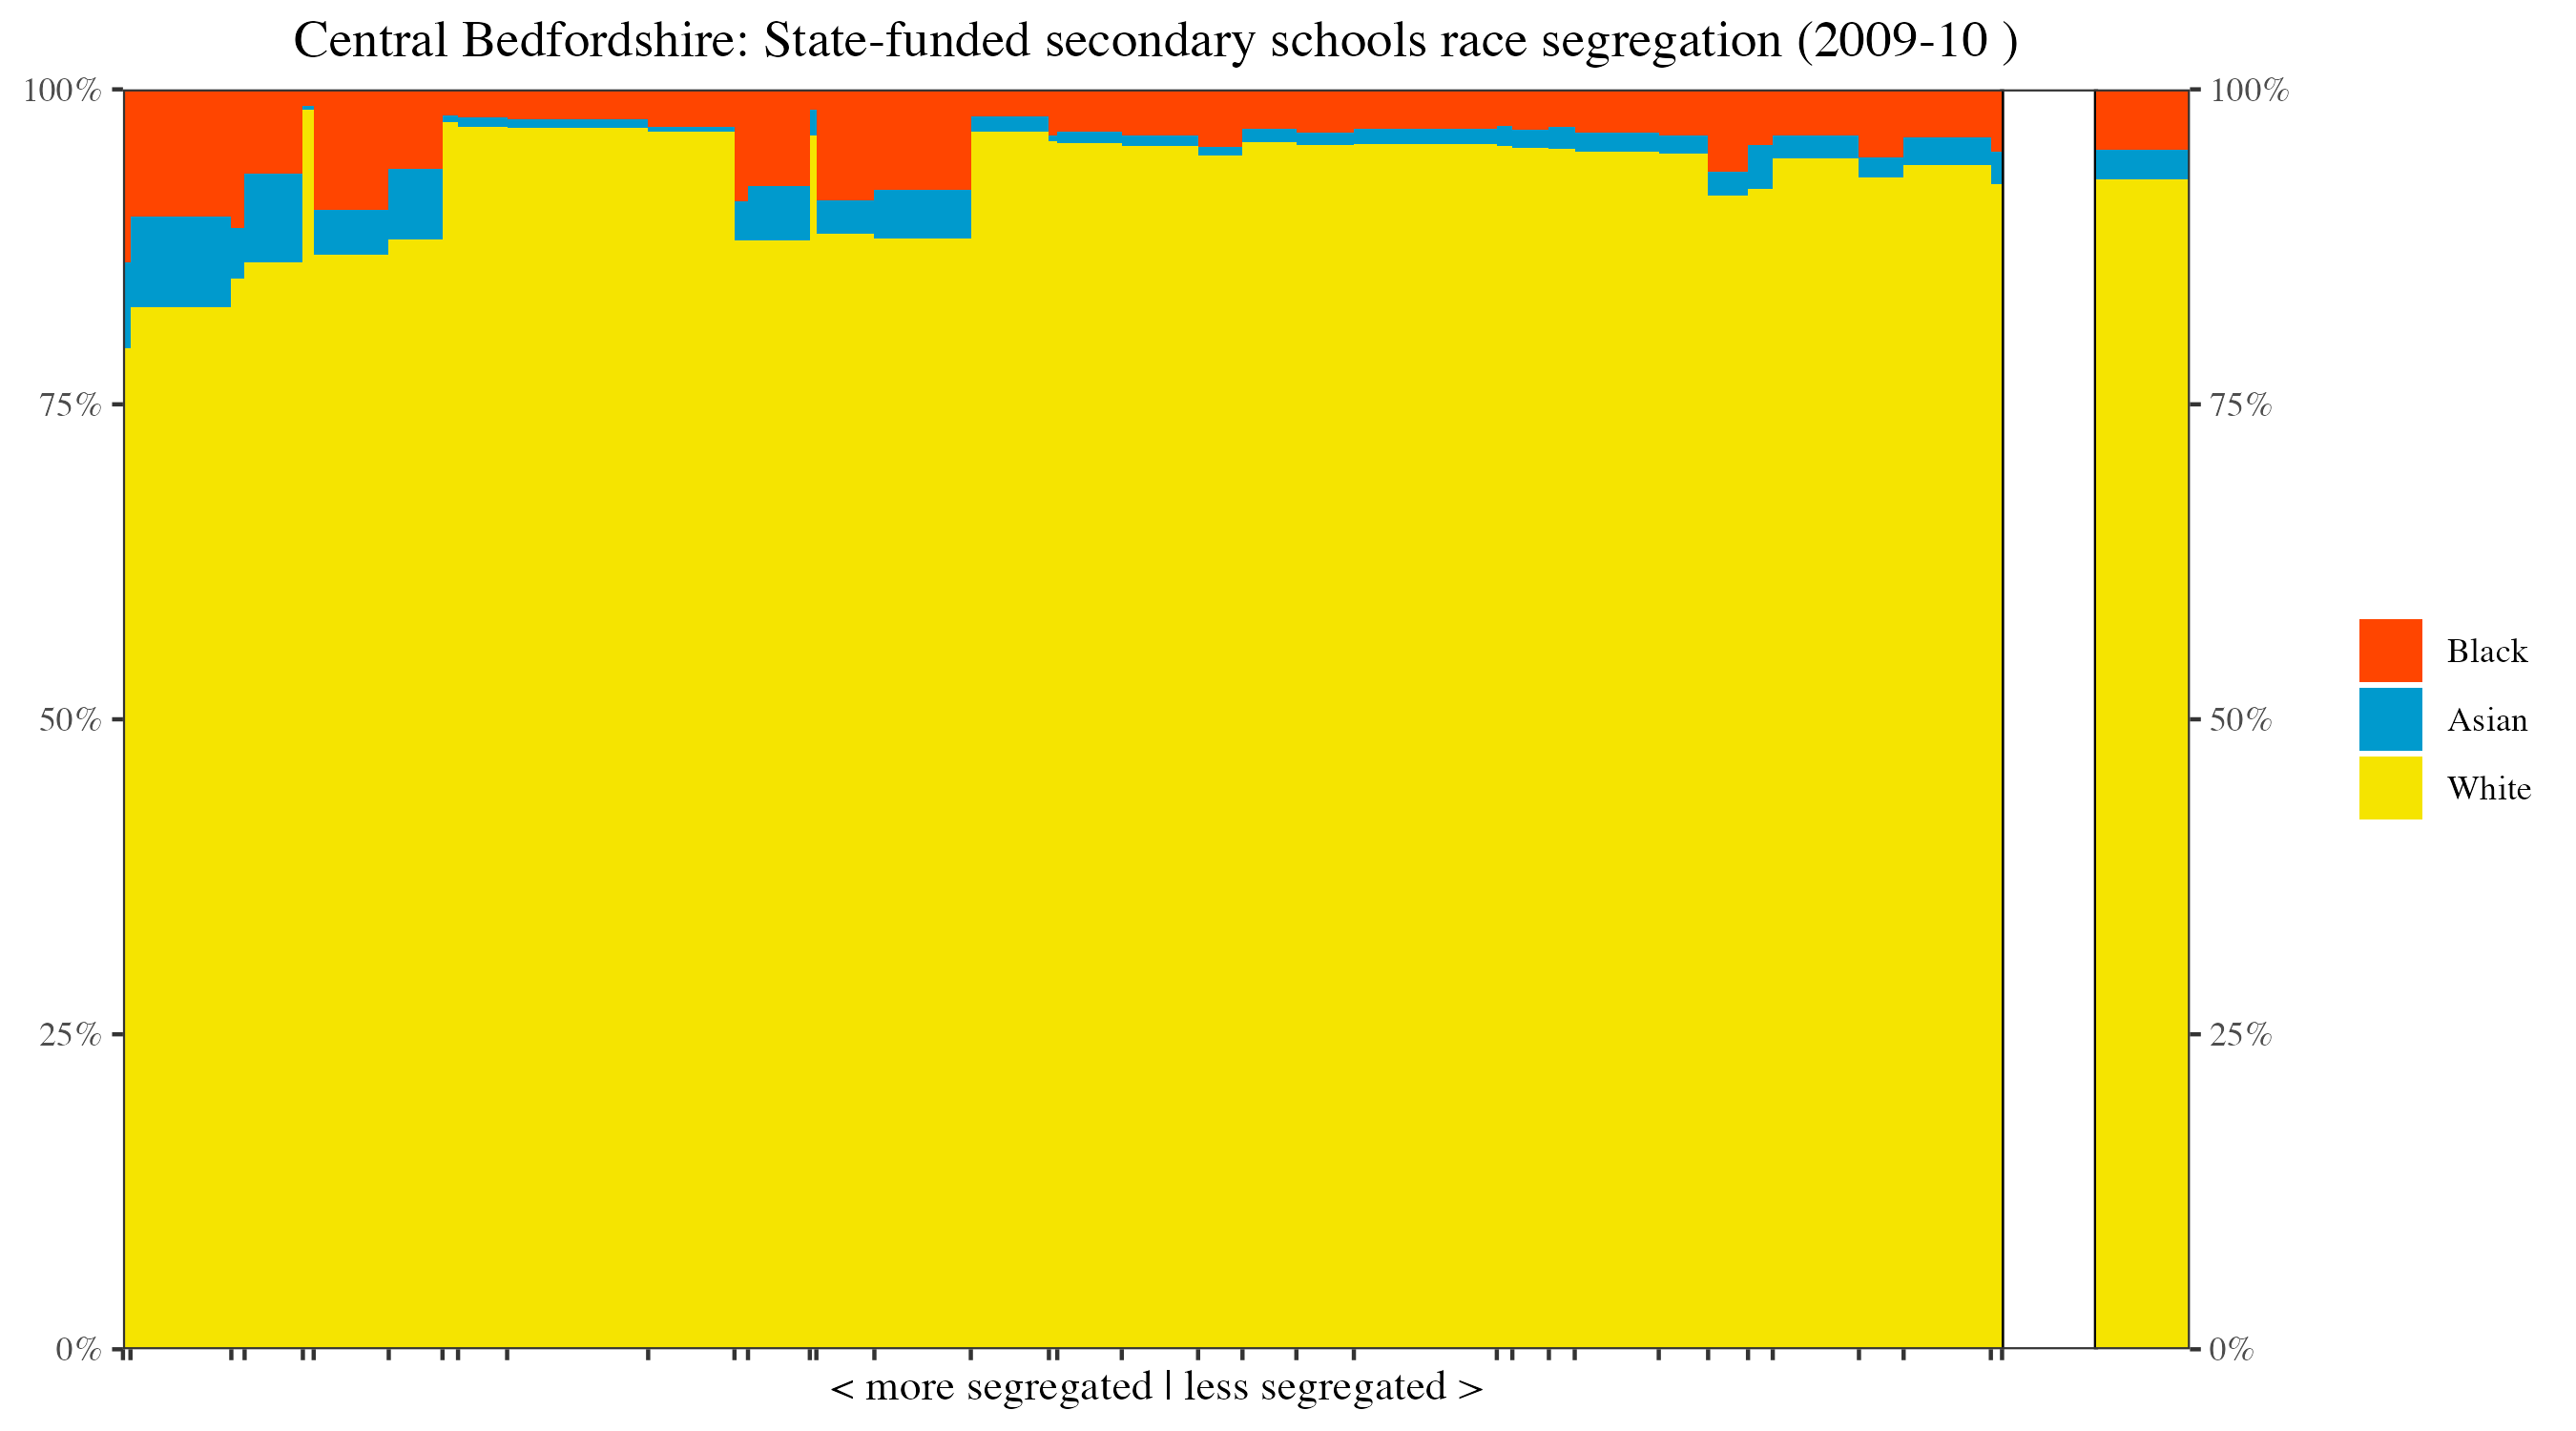 Central Bedfordshire: State-funded secondary schools race segregation (2009-10 )
100%
100%
75%
75%
Black
50%
50%
Asian
White
25%
25%
0%
0%
< more segregated | less segregated >